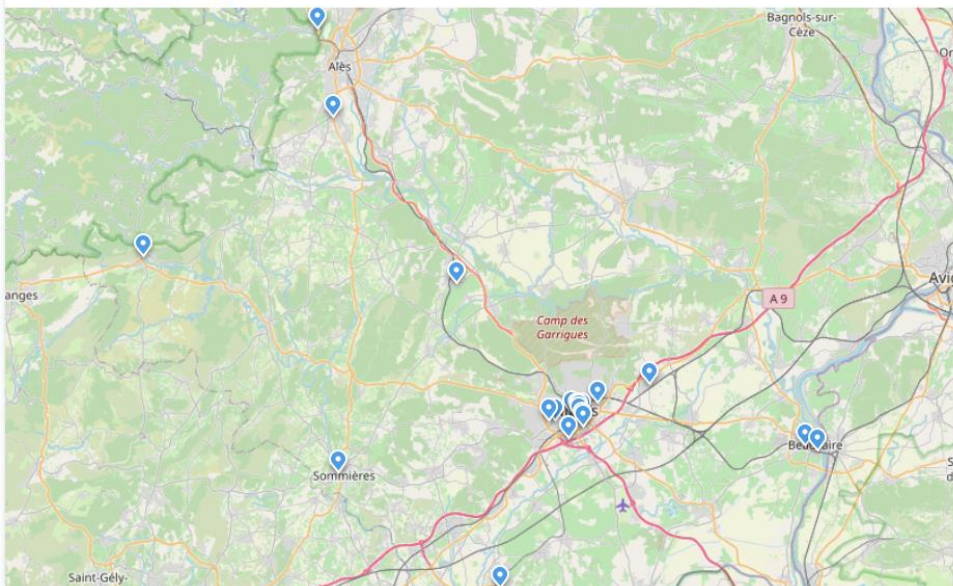 Bagnols-sur-
Cèze
Alès
anges
Camp des
Garrigues
A 9
Sommières
Saint-Gély-